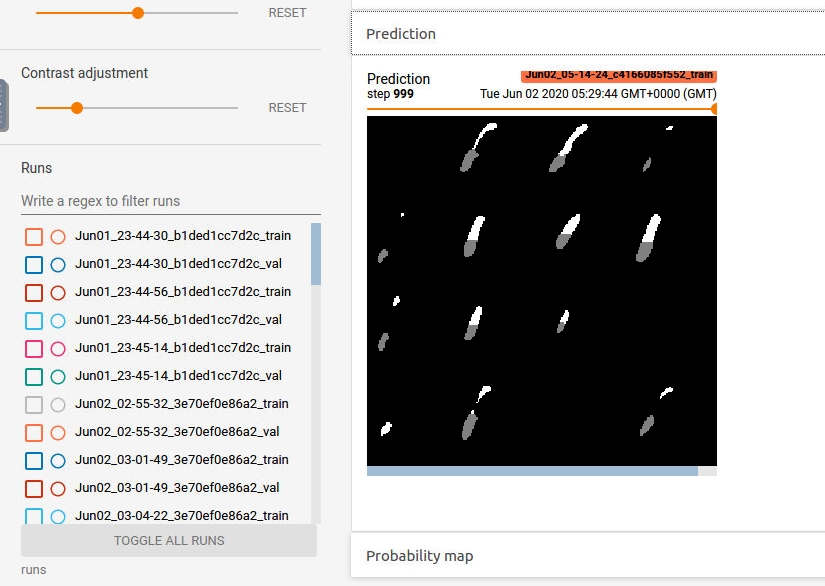 RESET
Contrast adjustment
RESET
Runs
Write a regex to filter runs
Jun01_23-44-30_b1ded1cc7d2c_train
Jun01_23-44-30_b1ded1cc7d2c_val
Jun01_23-44-56_b1ded1cc7d2c_train
Jun01_23-44-56_b1ded1cc7d2c_val
Jun01_23-45-14_b1ded1cc7d2c_train
Jun01_23-45-14_b1ded1cc7d2c_val
Jun02_02-55-32_3e70ef0e86a2_train
Jun02_02-55-32_3e70ef0e86a2_val
Jun02_03-01-49_3e70ef0e86a2_train
Jun02_03-01-49_3e70ef0e86a2_val
Jun02_03-04-22_3e70ef0e86a2_train
TOGGLE ALL RUNS
runs
Prediction
Prediction
Jun02_05-14-24_c4166085f552_train
step 999
Tue Jun 02 2020 05:29:44 GMT+0000 (GMT)
Probability map